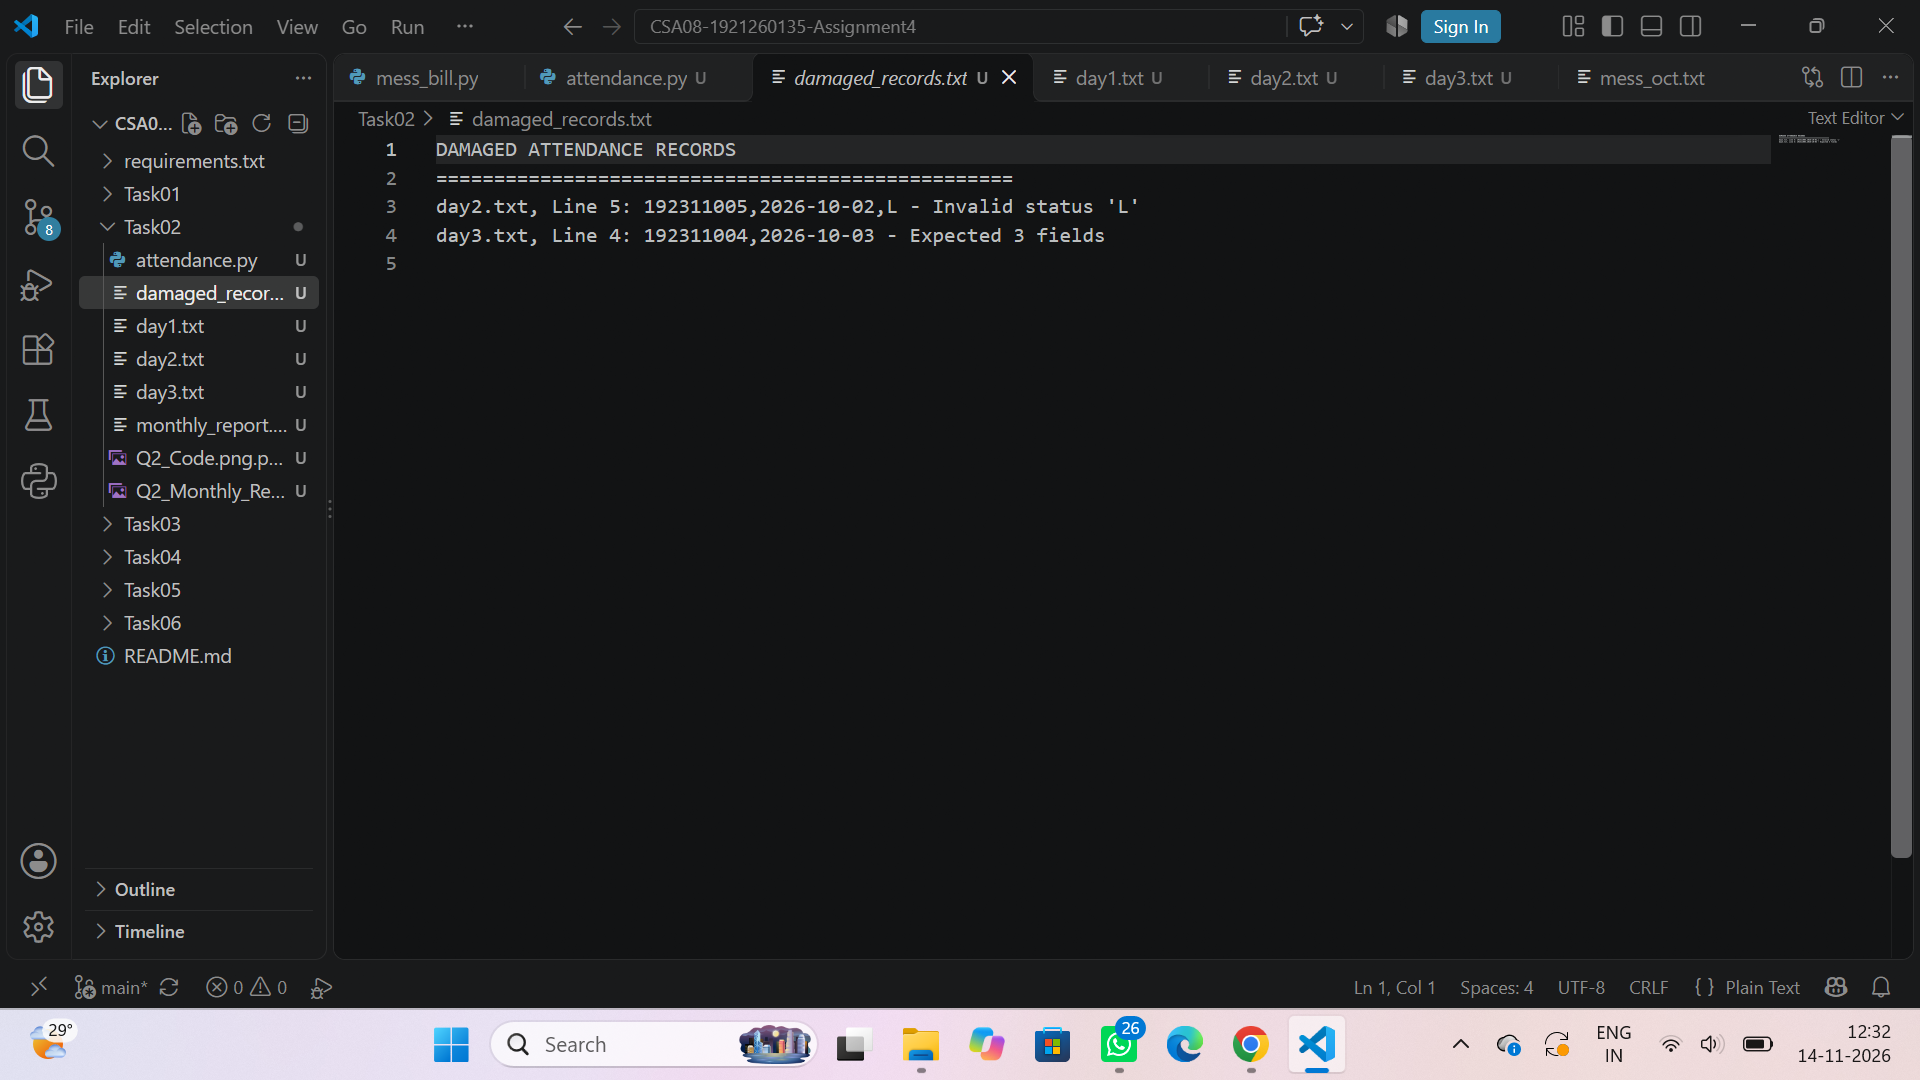 File Edit Selection View Go Run ···
CSA08-1921260135-Assignment4
Sign In
Explorer ···
mess_bill.py
attendance.py U
damaged_records.txt U
day1.txt U
day2.txt U
day3.txt U
mess_oct.txt
···
CSA0...
Task02 > damaged_records.txt
Text Editor
requirements.txt
Task01
Task02
attendance.py U
damaged_recor... U
day1.txt U
day2.txt U
day3.txt U
monthly_report.... U
Q2_Code.png.p... U
Q2_Monthly_Re... U
Task03
Task04
Task05
Task06
README.md
Outline
Timeline
8
1 DAMAGED ATTENDANCE RECORDS
2 ==================================================
3 day2.txt, Line 5: 192311005,2026-10-02,L - Invalid status 'L'
4 day3.txt, Line 4: 192311004,2026-10-03 - Expected 3 fields
5
main* 0 0
Ln 1, Col 1 Spaces: 4 UTF-8 CRLF { } Plain Text
29°
Search
26
ENG
IN
12:32
14-11-2026